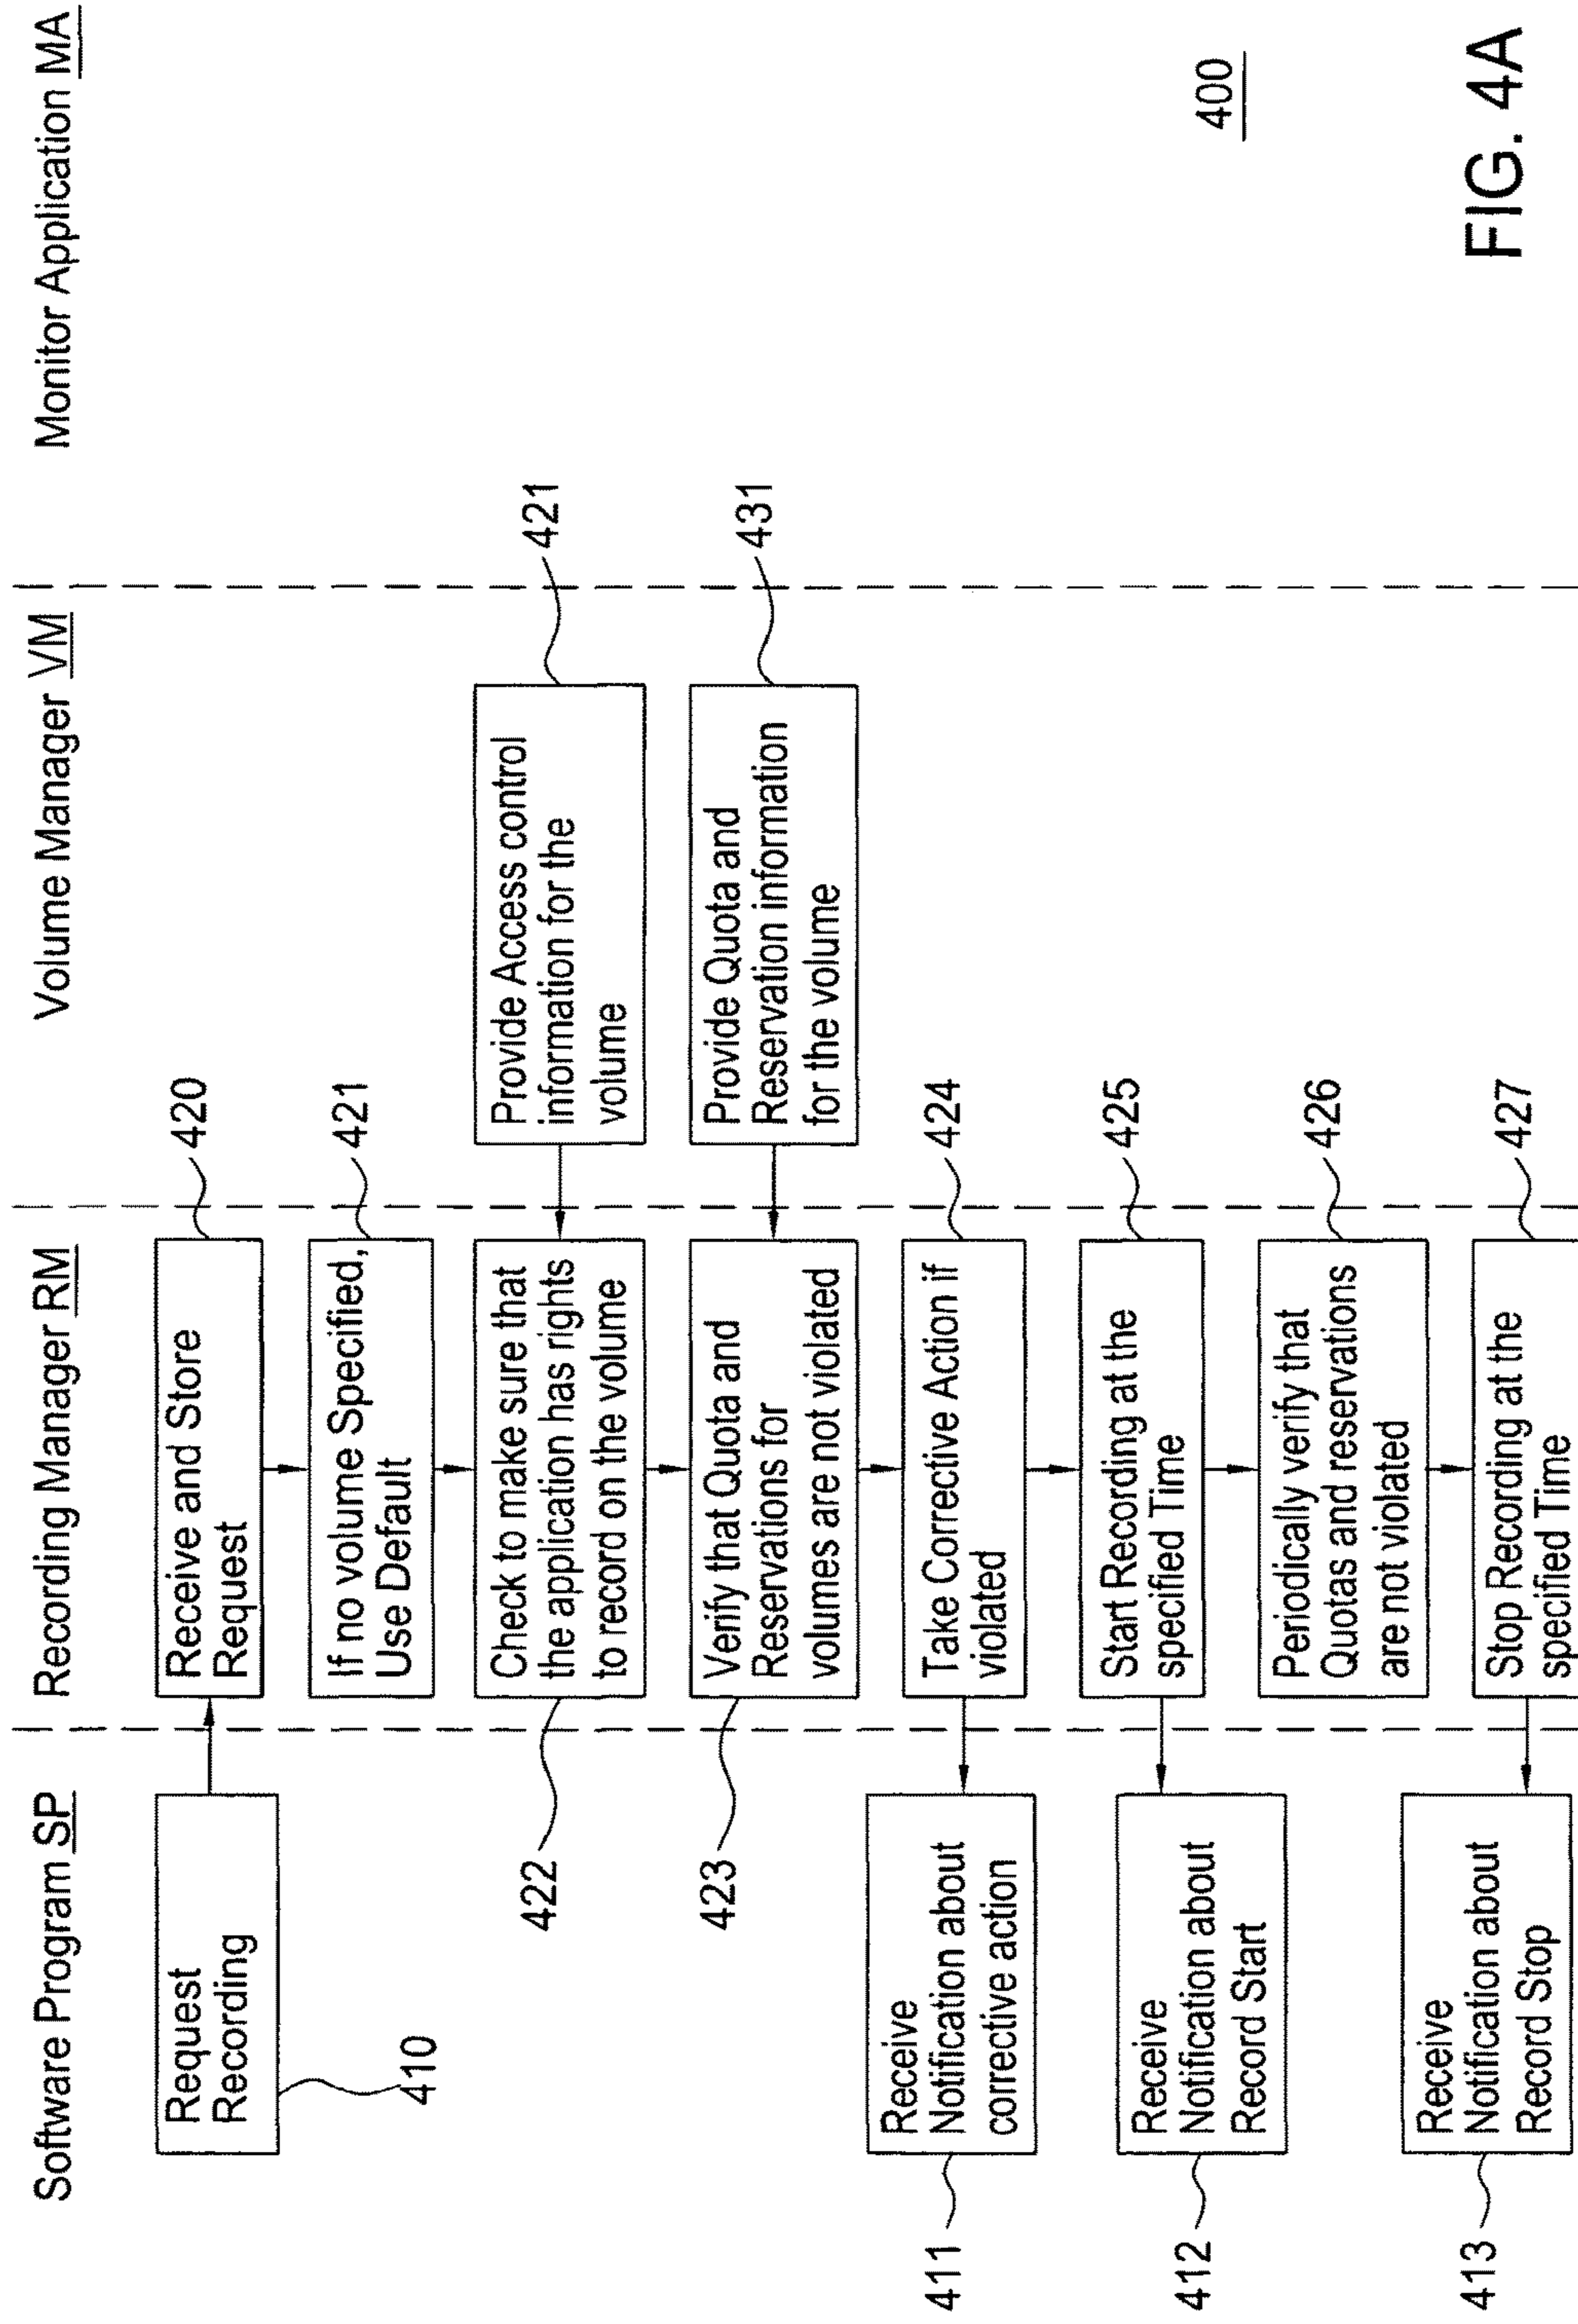 Software Program SP
Recording Manager RM
Volume Manager VM
Monitor Application MA
Request
Recording
410
Receive and Store
Request
420
If no volume Specified,
Use Default
421
Check to make sure that
the application has rights
to record on the volume
422
Provide Access control
information for the
volume
421
Verify that Quota and
Reservations for
volumes are not violated
423
Provide Quota and
Reservation information
for the volume
431
Take Corrective Action if
violated
424
Receive
Notification about
corrective action
411
Start Recording at the
specified Time
425
Receive
Notification about
Record Start
412
Periodically verify that
Quotas and reservations
are not violated
426
Stop Recording at the
specified Time
427
Receive
Notification about
Record Stop
413
400
FIG. 4A